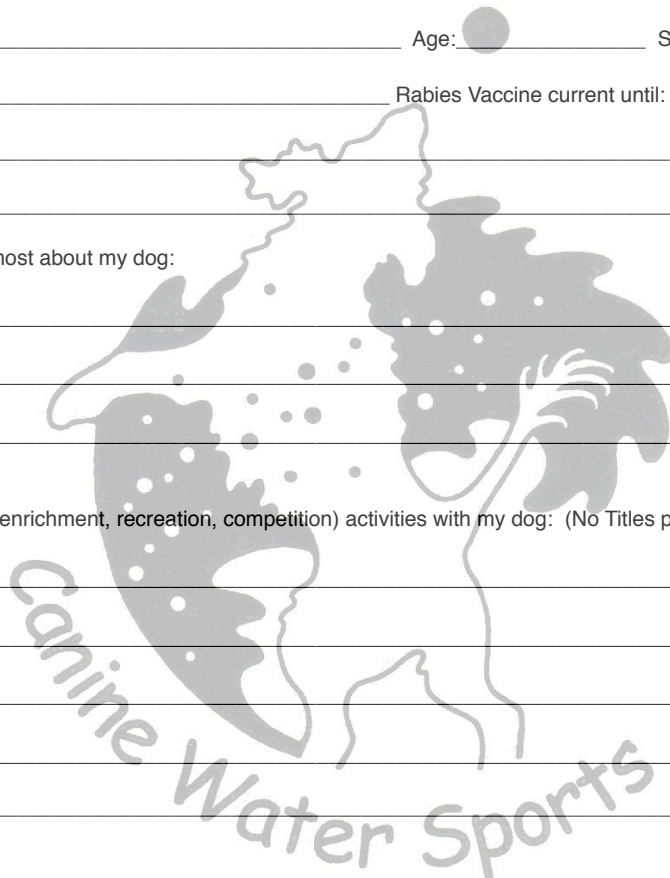 Age: S
Rabies Vaccine current until:
most about my dog:
enrichment, recreation, competition) activities with my dog: (No Titles p
Canine Water Sports